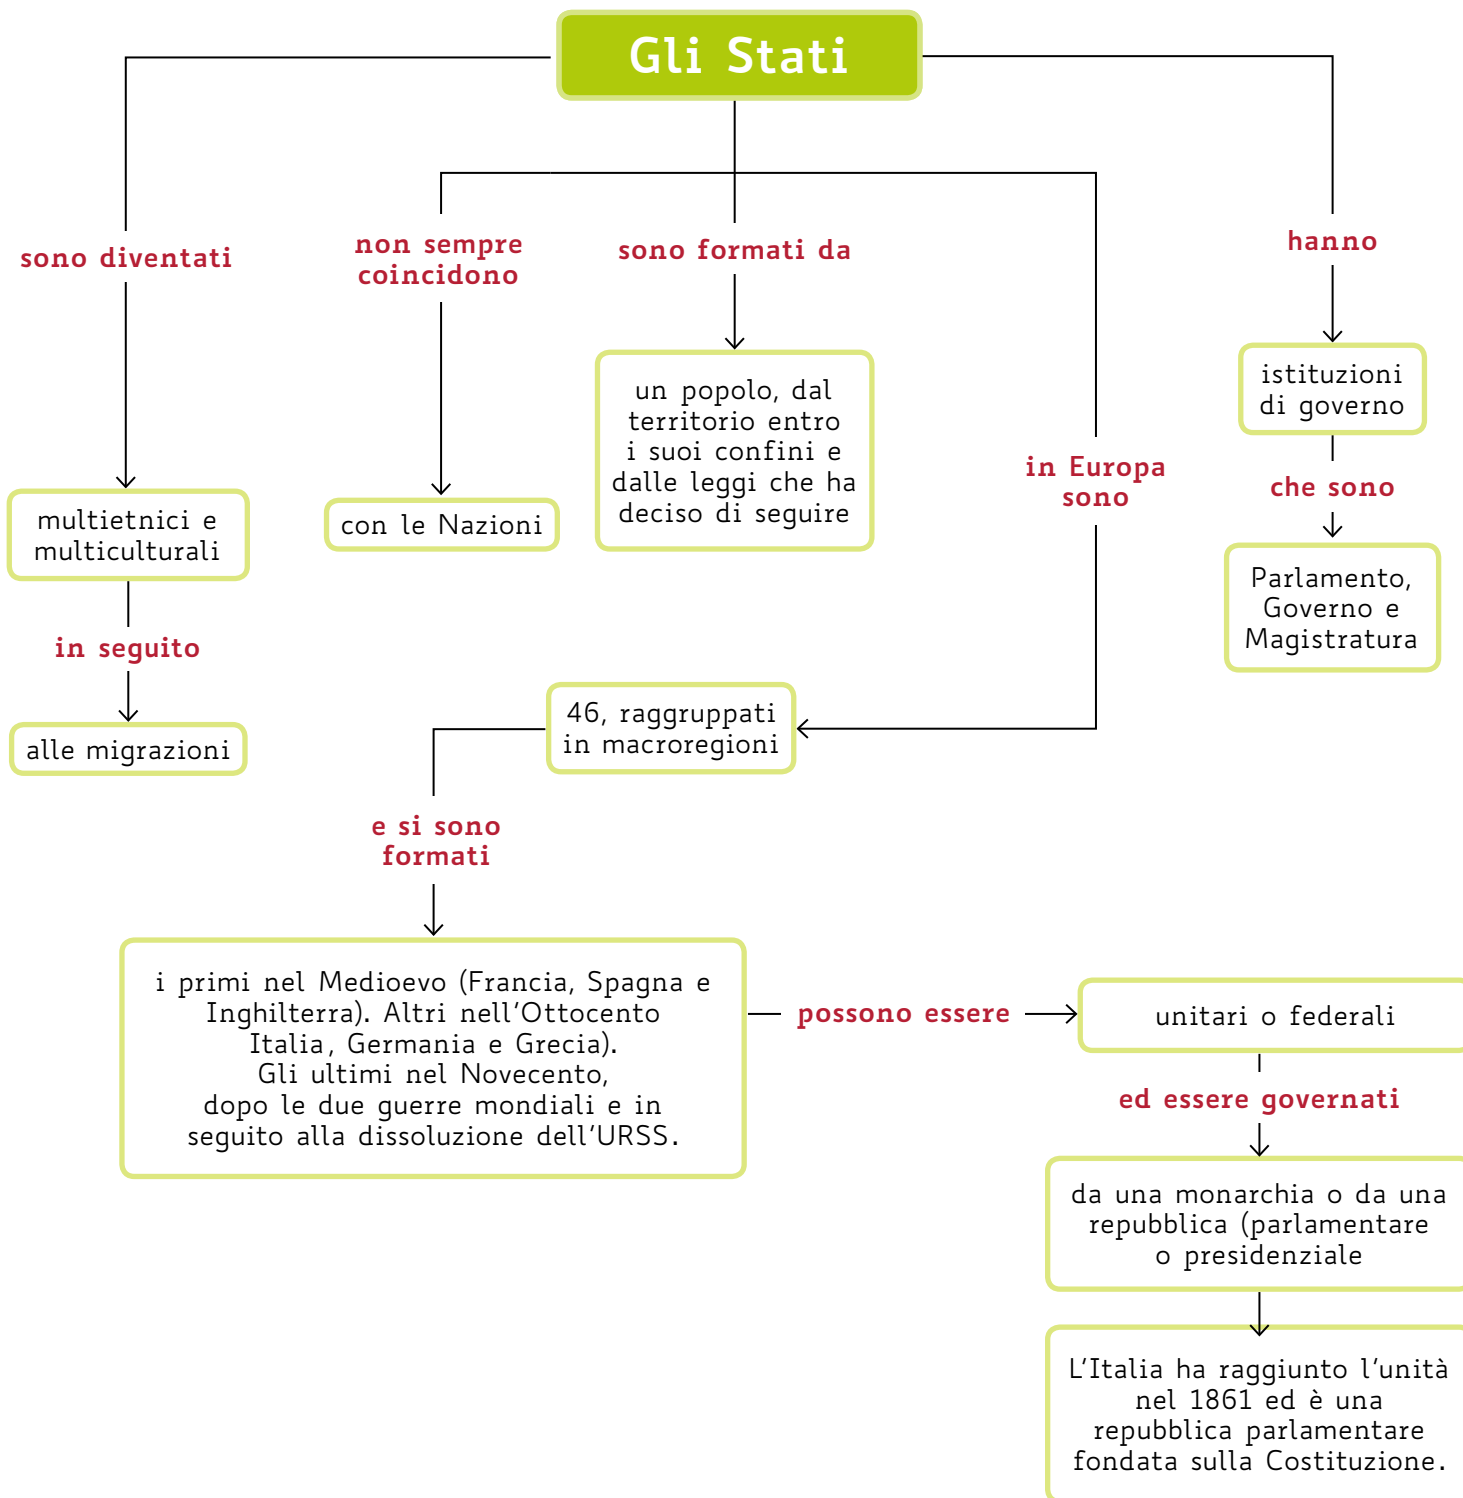 Gli Stati
sono diventati
multietnici e
multiculturali
in seguito
alle migrazioni
non sempre
coincidono
con le Nazioni
sono formati da
un popolo, dal
territorio entro
i suoi confini e
dalle leggi che ha
deciso di seguire
in Europa
sono
46, raggruppati
in macroregioni
e si sono
formati
i primi nel Medioevo (Francia, Spagna e
Inghilterra). Altri nell'Ottocento
Italia, Germania e Grecia).
Gli ultimi nel Novecento,
dopo le due guerre mondiali e in
seguito alla dissoluzione dell'URSS.
possono essere
unitari o federali
ed essere governati
da una monarchia o da una
repubblica (parlamentare
o presidenziale
L'Italia ha raggiunto l'unità
nel 1861 ed è una
repubblica parlamentare
fondata sulla Costituzione.
hanno
istituzioni
di governo
che sono
Parlamento,
Governo e
Magistratura